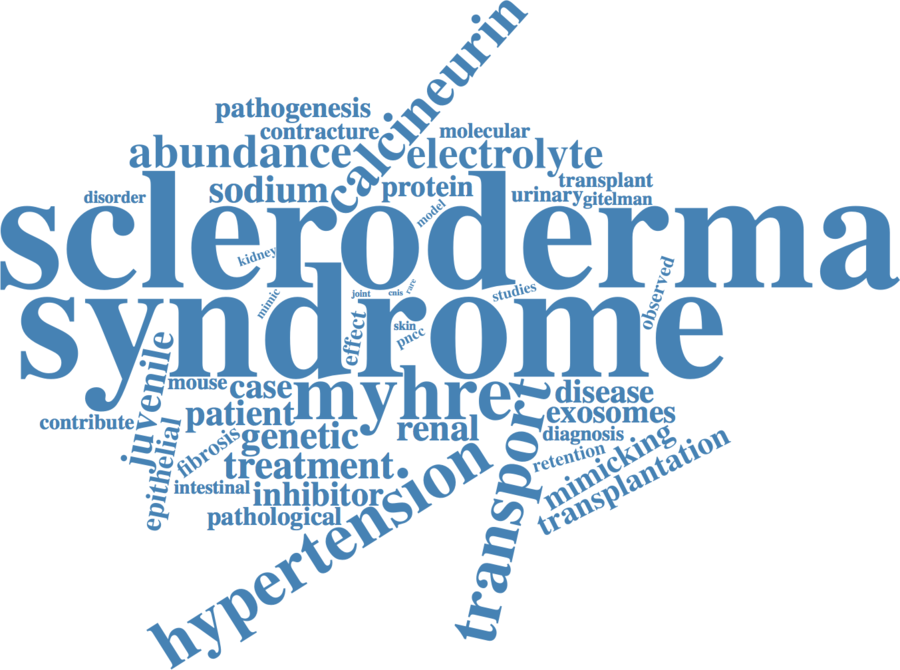 calcineurin
pathogenesis
contracture
molecular
abundance
electrolyte
sodium
protein
transplant
disorder
urinary
gitelman
model
scleroderma
kidney
observed
mimic
joint
cnis
rare
studies
syndrome
effect
skin
pncc
juvenile
mouse
case
myhre
disease
contribute
patient
renal
exosomes
epithelial
fibrosis
genetic
diagnosis
treatment
retention
mimicking
intestinal
inhibitor
transplantation
pathological
hypertension
transport